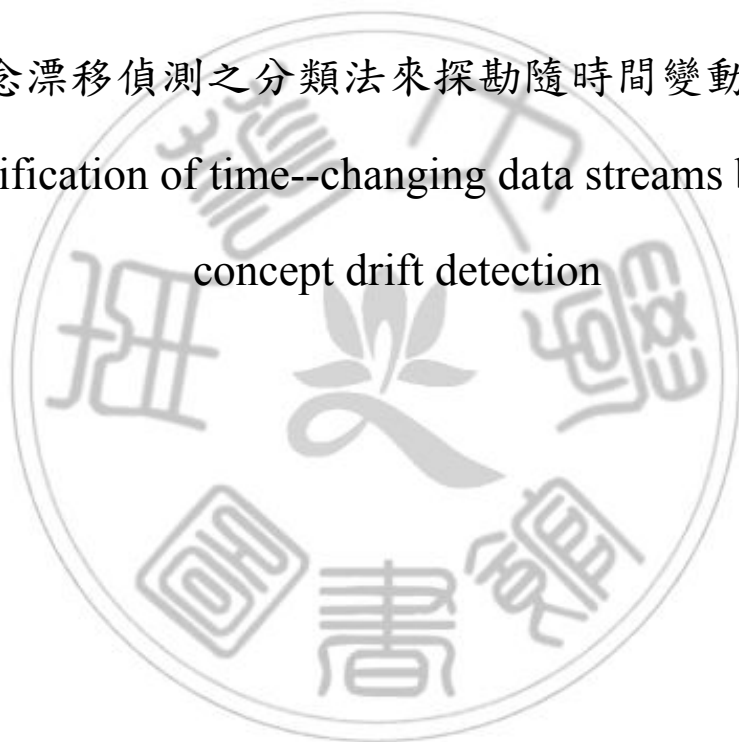 念漂移偵測之分類法來探勘隨時間變動
ification of time--changing data streams b
concept drift detection